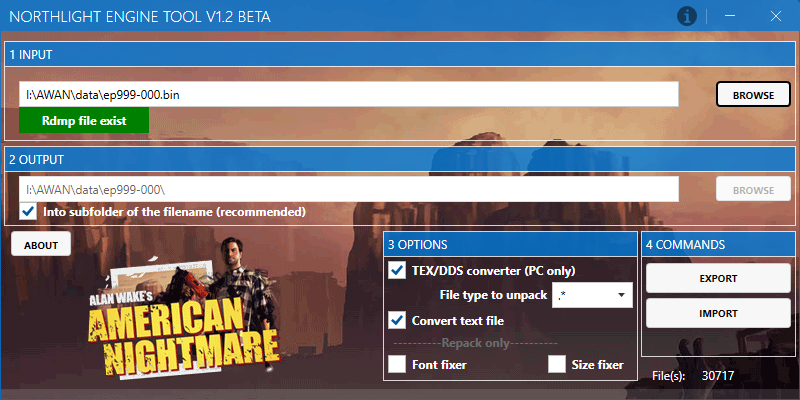 NORTHLIGHT ENGINE TOOL V1.2 BETA
1 INPUT
I:\AWAN\data\ep999-000.bin
BROWSE
Rdmp file exist
2 OUTPUT
I:\AWAN\data\ep999-000\
BROWSE
Into subfolder of the filename (recommended)
ABOUT
ALAN WAKE'S
AMERICAN
NIGHTMARE
3 OPTIONS
TEX/DDS converter (PC only)
File type to unpack .*
Convert text file
----------Repack only----------
Font fixer Size fixer
4 COMMANDS
EXPORT
IMPORT
File(s): 30717